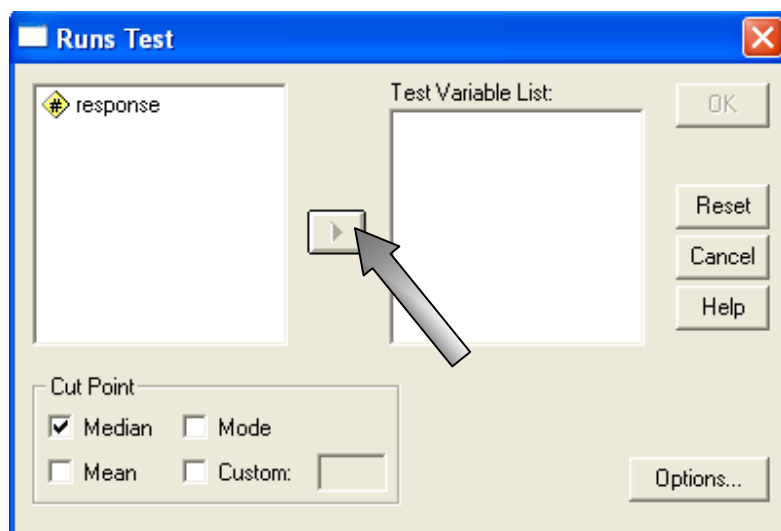 Runs Test
response
Test Variable List:
OK
Reset
Cancel
Help
Cut Point
Median Mode
Mean Custom:
Options...